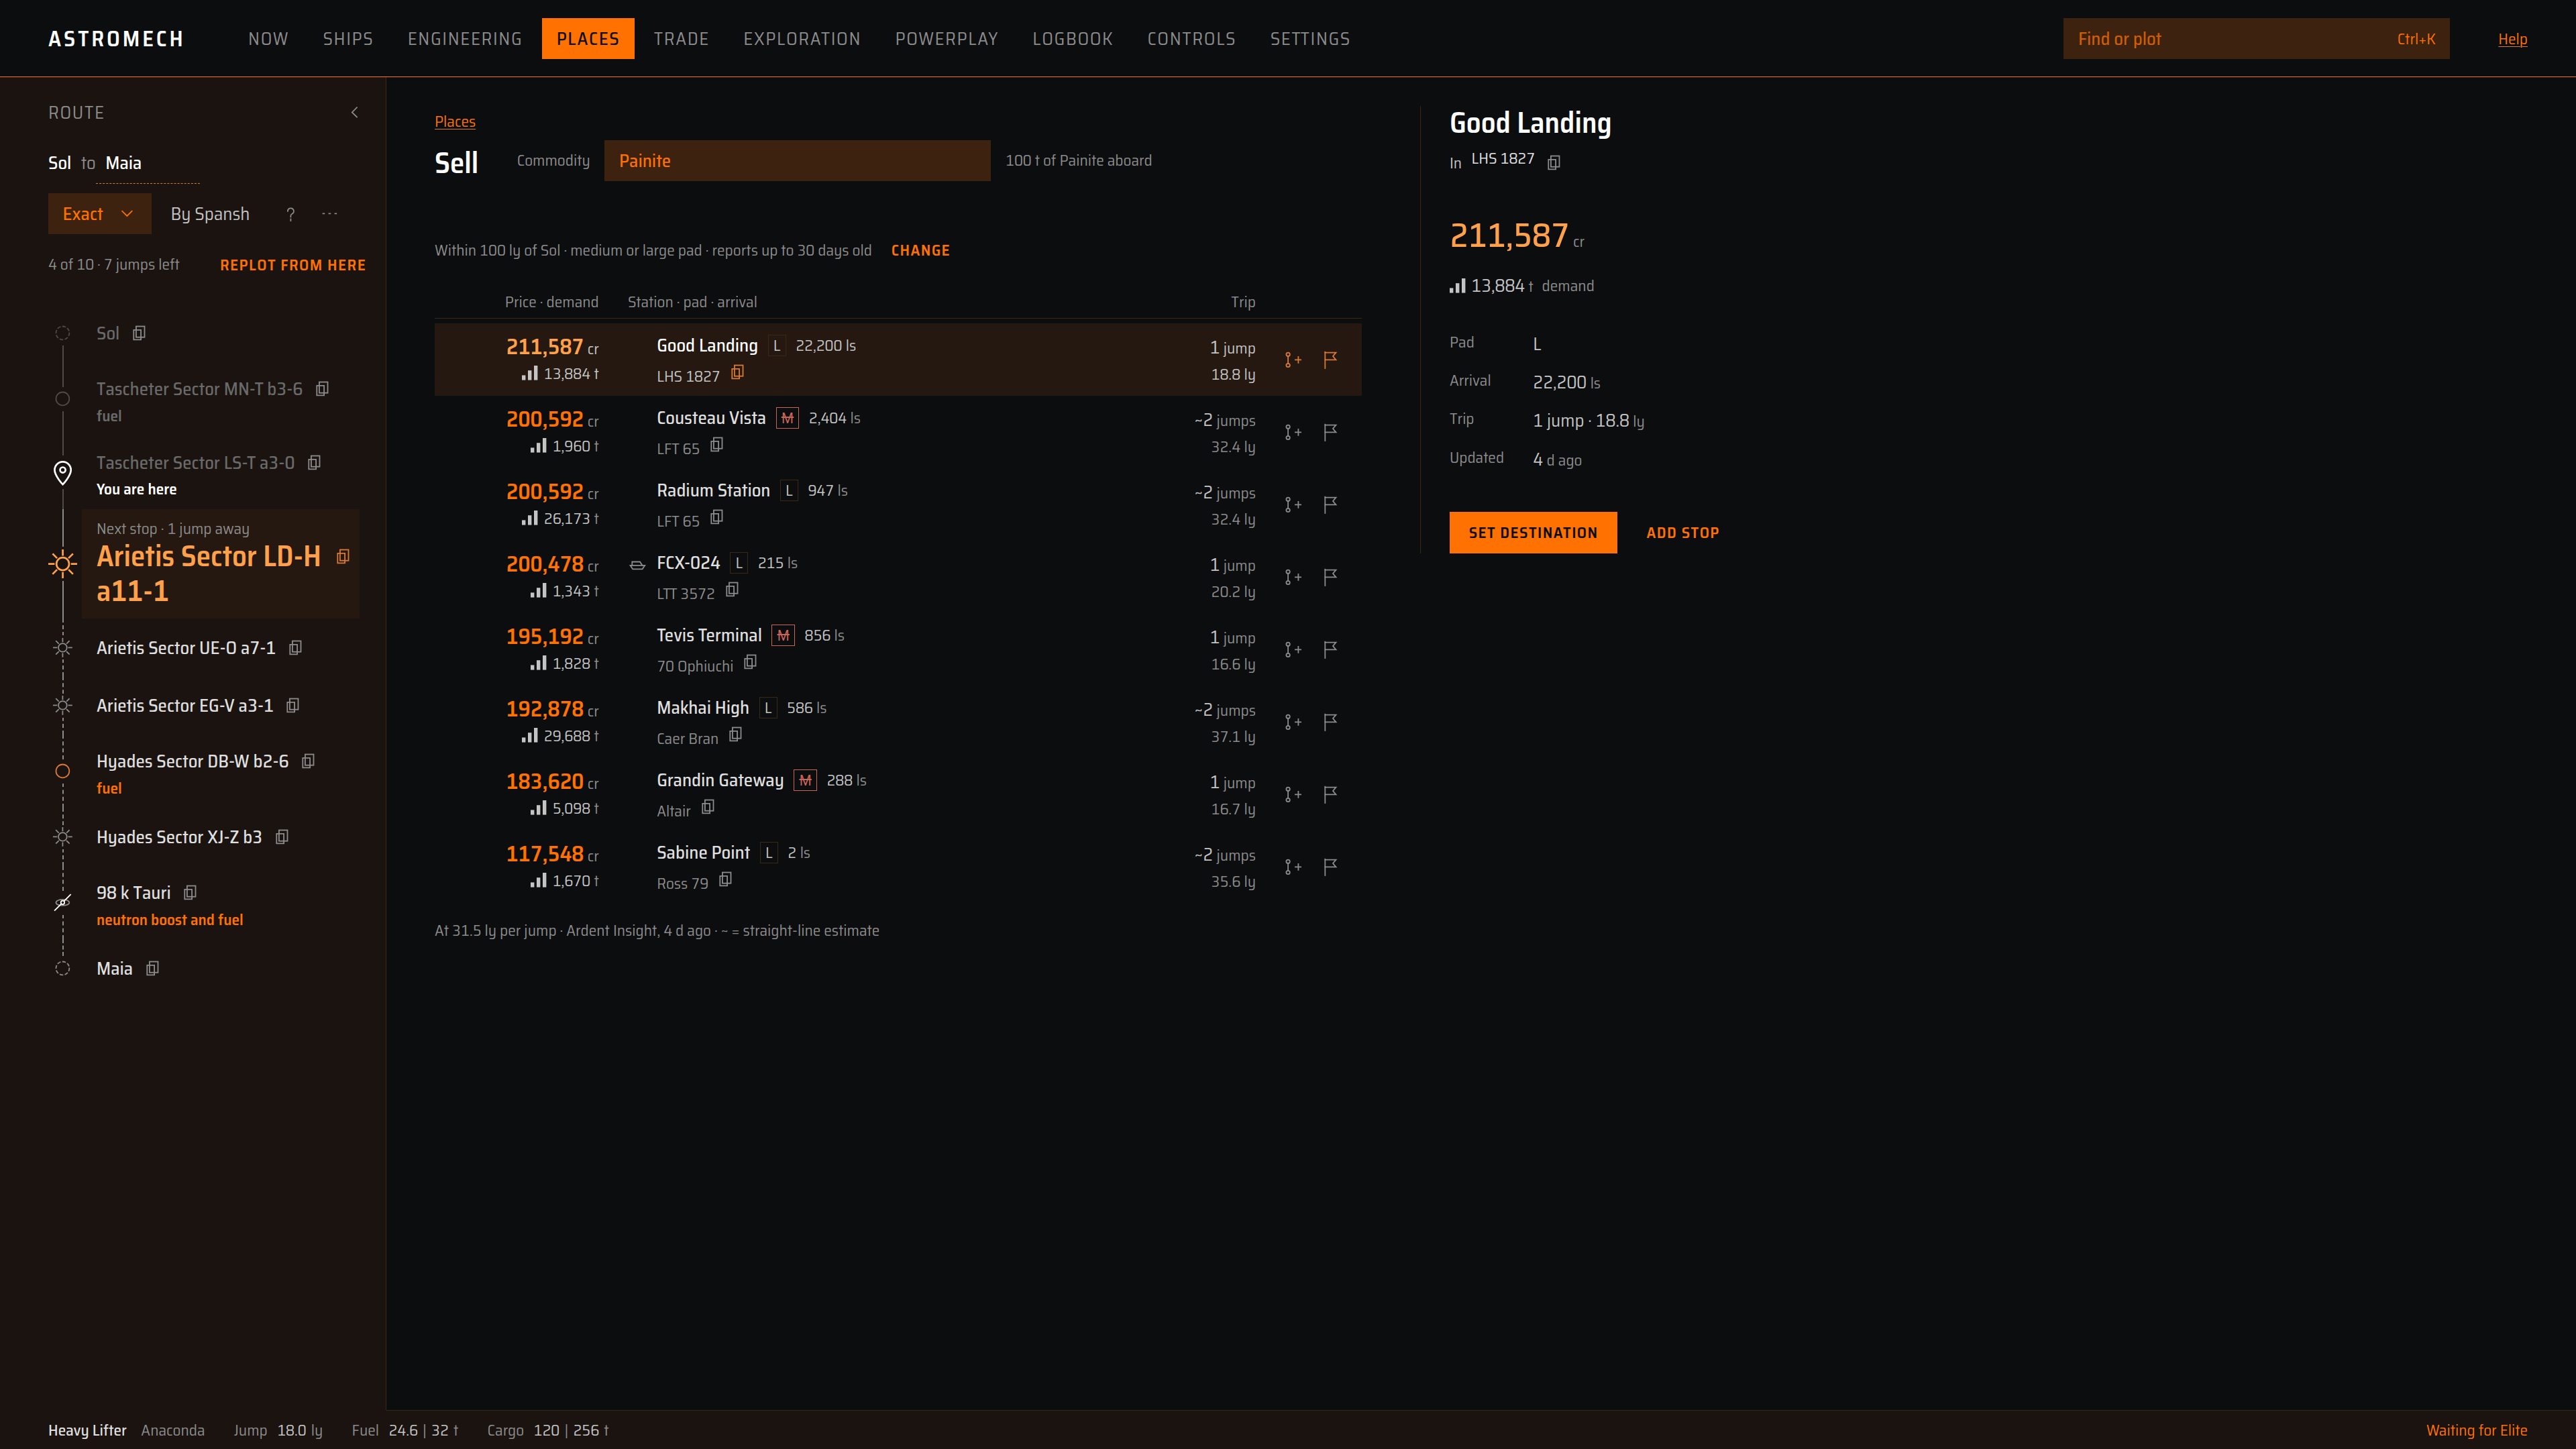 ASTROMECH NOW SHIPS ENGINEERING PLACES TRADE EXPLORATION POWERPLAY LOGBOOK CONTROLS SETTINGS Find or plot Ctrl+K Help
ROUTE
Sol to Maia
Exact By Spansh ? ...
4 of 10 · 7 jumps left REPLOT FROM HERE
Sol
Tascheter Sector MN-T b3-6
fuel
Tascheter Sector LS-T a3-0
You are here
Next stop · 1 jump away
Arietis Sector LD-H
a11-1
Arietis Sector UE-O a7-1
Arietis Sector EG-V a3-1
Hyades Sector DB-W b2-6
fuel
Hyades Sector XJ-Z b3
98 k Tauri
neutron boost and fuel
Maia
Places
Sell Commodity Painite 100 t of Painite aboard
Within 100 ly of Sol · medium or large pad · reports up to 30 days old CHANGE
Price · demand Station · pad · arrival Trip
211,587 cr Good Landing L 22,200 ls 1 jump
13,884 t LHS 1827 18.8 ly
200,592 cr Cousteau Vista M 2,404 ls ~2 jumps
1,960 t LFT 65 32.4 ly
200,592 cr Radium Station L 947 ls ~2 jumps
26,173 t LFT 65 32.4 ly
200,478 cr FCX-024 L 215 ls 1 jump
1,343 t LTT 3572 20.2 ly
195,192 cr Tevis Terminal M 856 ls 1 jump
1,828 t 70 Ophiuchi 16.6 ly
192,878 cr Makhai High L 586 ls ~2 jumps
29,688 t Caer Bran 37.1 ly
183,620 cr Grandin Gateway M 288 ls 1 jump
5,098 t Altair 16.7 ly
117,548 cr Sabine Point L 2 ls ~2 jumps
1,670 t Ross 79 35.6 ly
At 31.5 ly per jump · Ardent Insight, 4 d ago · ~ = straight-line estimate
Good Landing
In LHS 1827
211,587 cr
13,884 t demand
Pad L
Arrival 22,200 ls
Trip 1 jump · 18.8 ly
Updated 4 d ago
SET DESTINATION ADD STOP
Heavy Lifter Anaconda Jump 18.0 ly Fuel 24.6 | 32 t Cargo 120 | 256 t Waiting for Elite